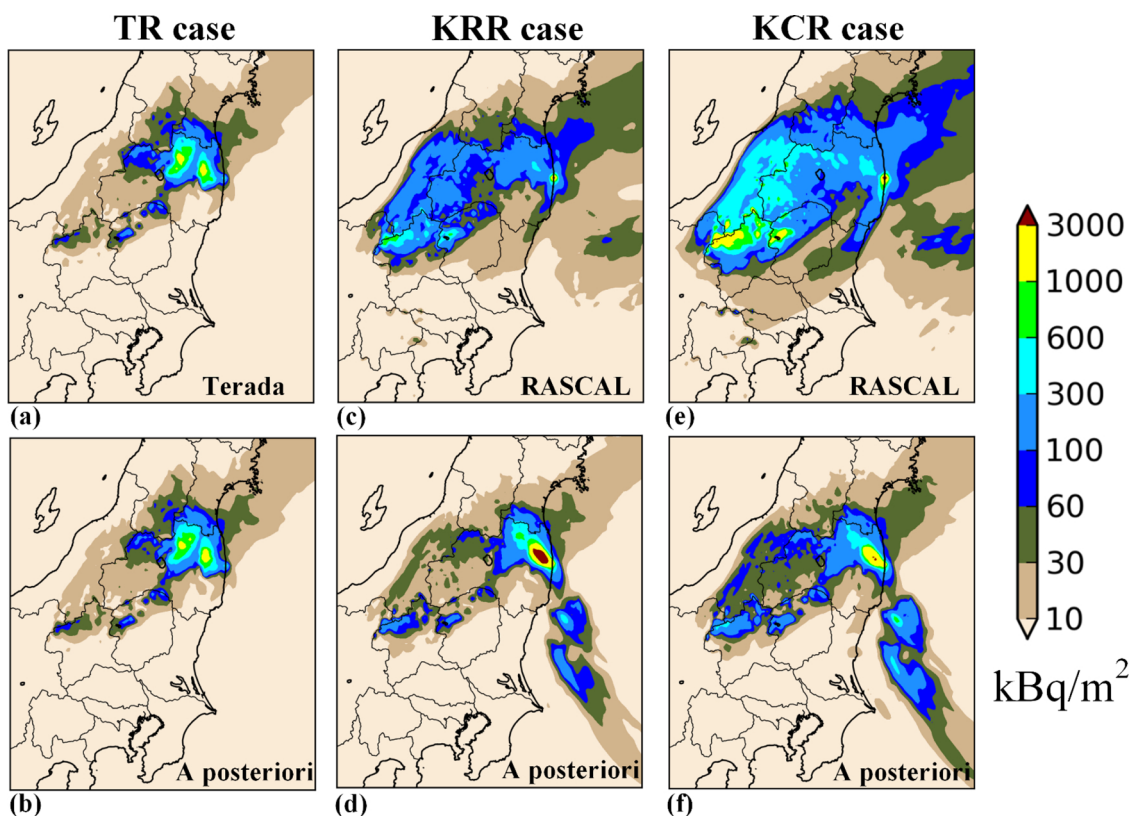 TR case
KRR case
KCR case
Terada
RASCAL
RASCAL
(a)
(c)
(e)
3000
1000
600
300
100
60
30
10
kBq/m²
A posteriori
A posteriori
A posteriori
(b)
(d)
(f)